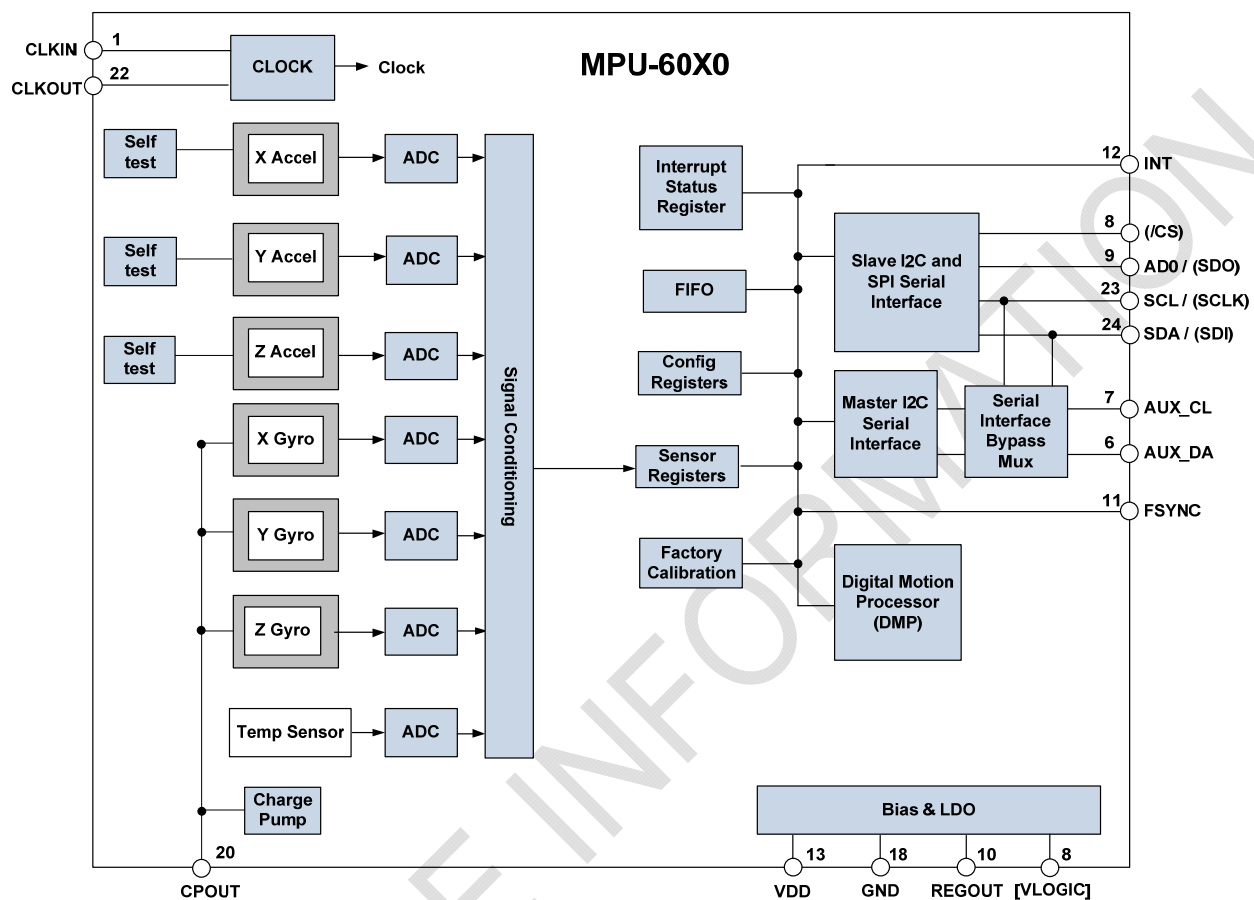 MPU-60X0
CLKIN
1
CLKOUT
22
CLOCK
Clock
Self
test
X Accel
ADC
Self
test
Y Accel
ADC
Self
test
Z Accel
ADC
X Gyro
ADC
Y Gyro
ADC
Z Gyro
ADC
Temp Sensor
ADC
Signal Conditioning
Charge
Pump
20
CPOUT
Interrupt
Status
Register
FIFO
Config
Registers
Sensor
Registers
Factory
Calibration
Slave I2C and
SPI Serial
Interface
Master I2C
Serial
Interface
Serial
Interface
Bypass
Mux
Digital Motion
Processor
(DMP)
12
INT
8
(/CS)
9
AD0 / (SDO)
23
SCL / (SCLK)
24
SDA / (SDI)
7
AUX_CL
6
AUX_DA
11
FSYNC
Bias & LDO
13
VDD
18
GND
10
REGOUT
8
[VLOGIC]
E INFORMATION